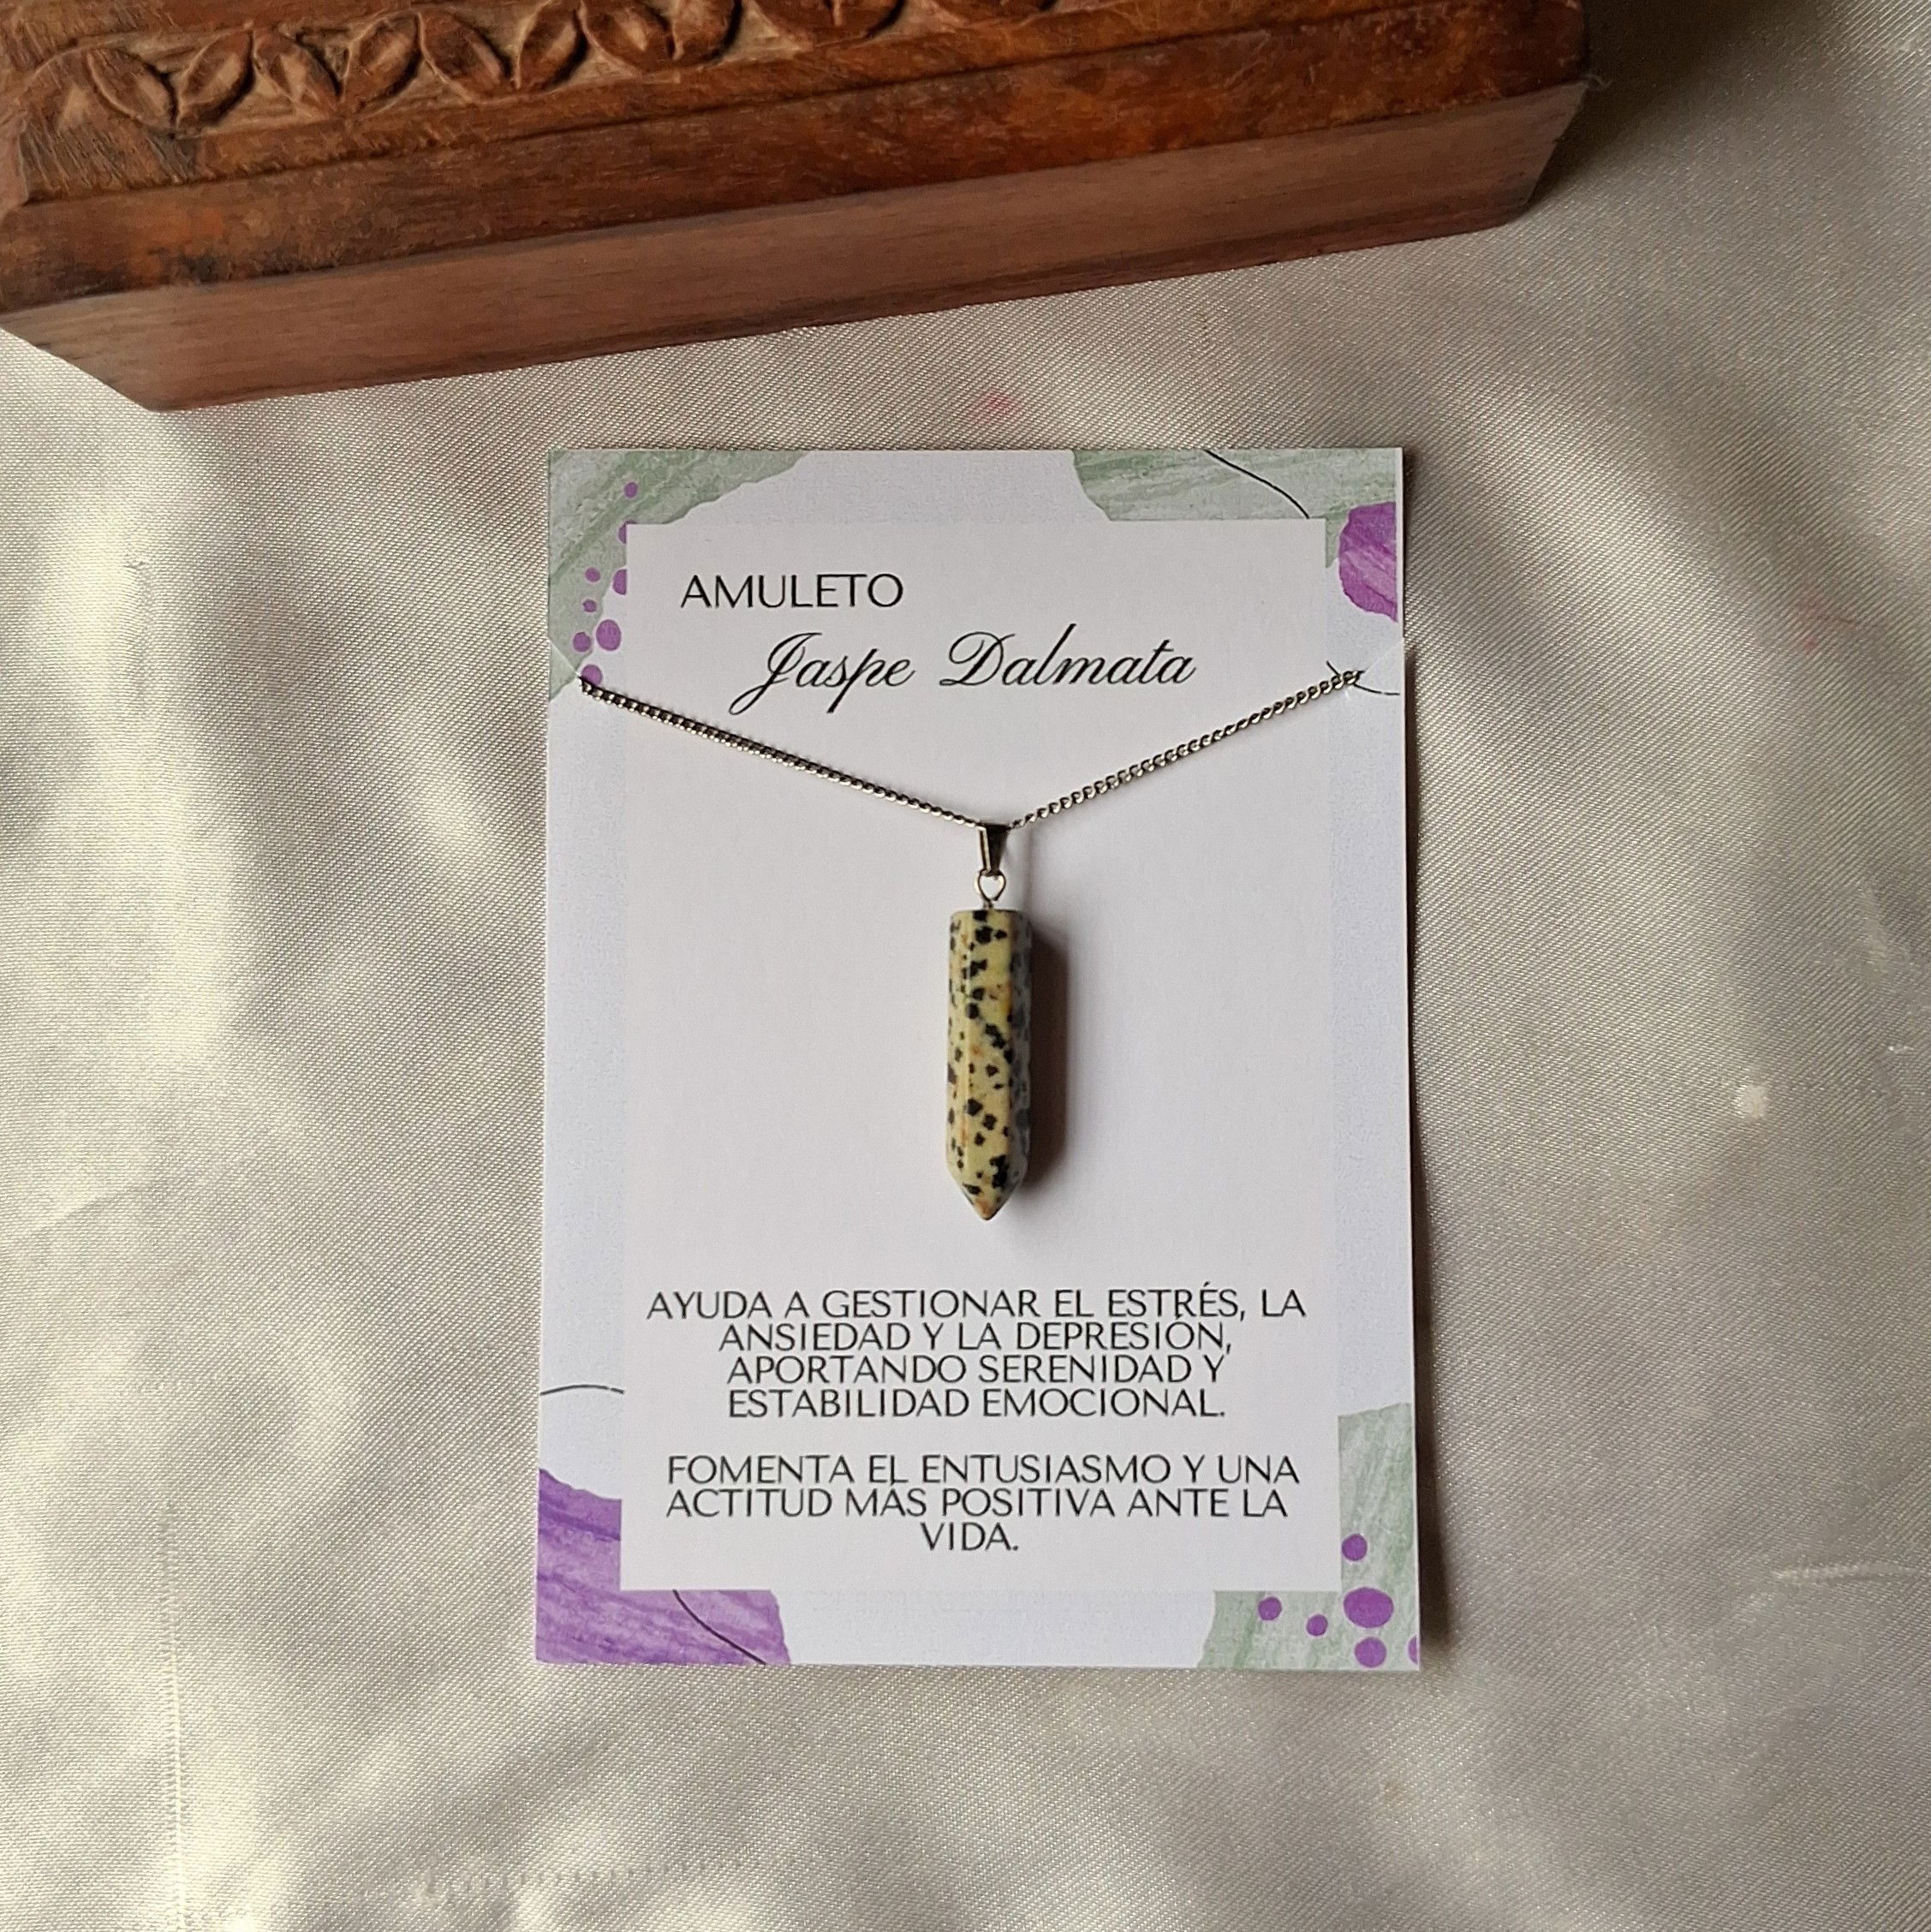 AMULETO
Jaspe Dalmata
AYUDA A GESTIONAR EL ESTRÉS, LA
ANSIEDAD Y LA DEPRESIÓN,
APORTANDO SERENIDAD Y
ESTABILIDAD EMOCIONAL.
FOMENTA EL ENTUSIASMO Y UNA
ACTITUD MÁS POSITIVA ANTE LA
VIDA.